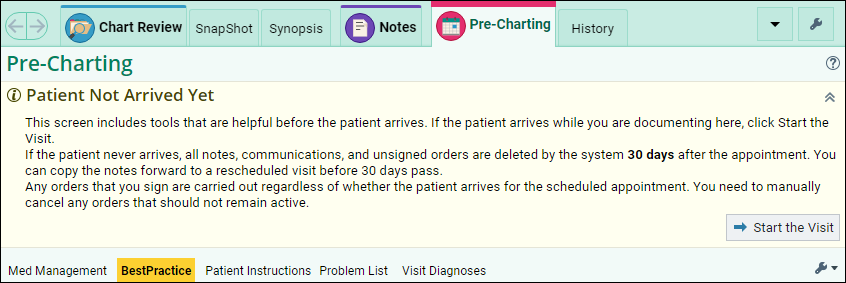 Chart Review SnapShot Synopsis Notes Pre-Charting History
Pre-Charting
Patient Not Arrived Yet
This screen includes tools that are helpful before the patient arrives. If the patient arrives while you are documenting here, click Start the
Visit.
If the patient never arrives, all notes, communications, and unsigned orders are deleted by the system 30 days after the appointment. You
can copy the notes forward to a rescheduled visit before 30 days pass.
Any orders that you sign are carried out regardless of whether the patient arrives for the scheduled appointment. You need to manually
cancel any orders that should not remain active.
Start the Visit
Med Management BestPractice Patient Instructions Problem List Visit Diagnoses